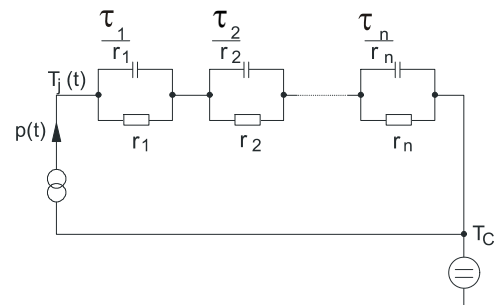 τ1/r1 τ2/r2 τn/rn
Tj(t)
p(t)
r1 r2 rn
TC